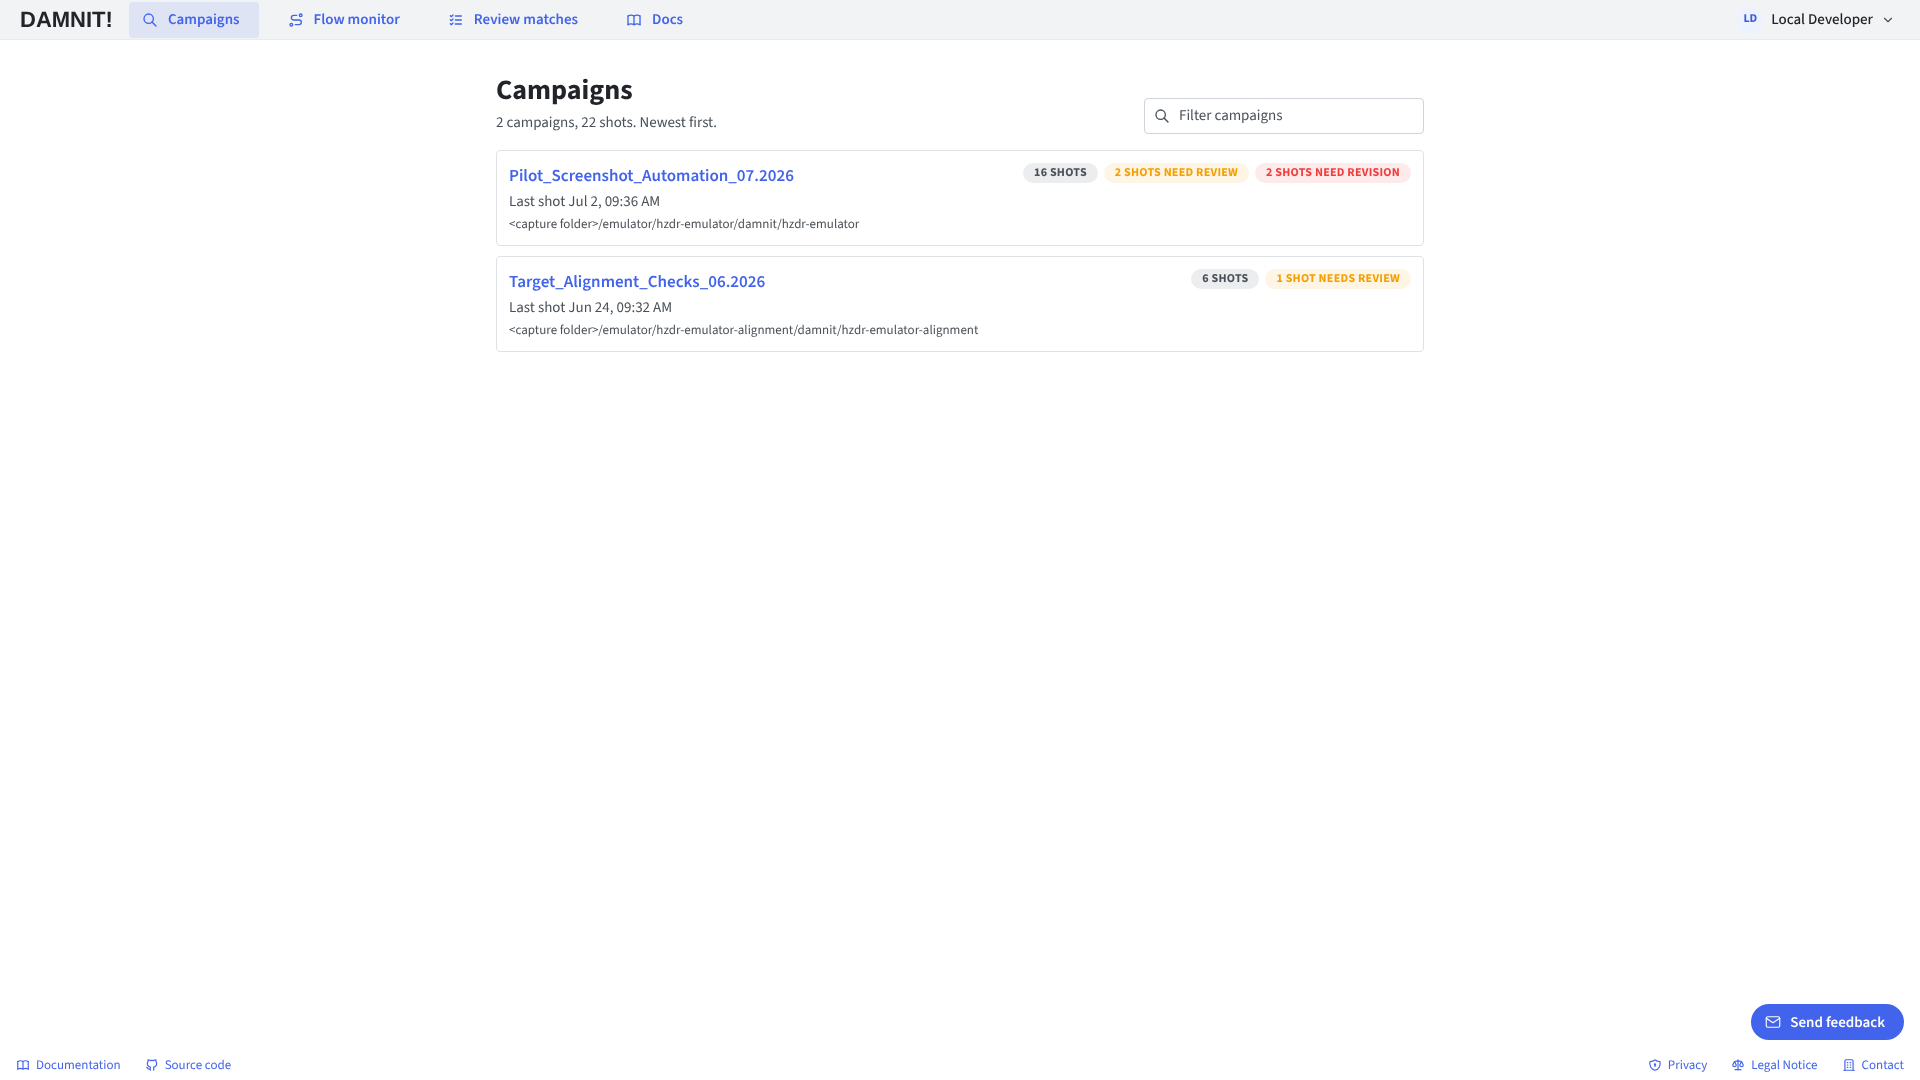 DAMNIT! Campaigns Flow monitor Review matches Docs LD Local Developer
Campaigns
2 campaigns, 22 shots. Newest first.
Filter campaigns
Pilot_Screenshot_Automation_07.2026 16 SHOTS 2 SHOTS NEED REVIEW 2 SHOTS NEED REVISION
Last shot Jul 2, 09:36 AM
<capture folder>/emulator/hzdr-emulator/damnit/hzdr-emulator
Target_Alignment_Checks_06.2026 6 SHOTS 1 SHOT NEEDS REVIEW
Last shot Jun 24, 09:32 AM
<capture folder>/emulator/hzdr-emulator-alignment/damnit/hzdr-emulator-alignment
Send feedback
Documentation Source code Privacy Legal Notice Contact